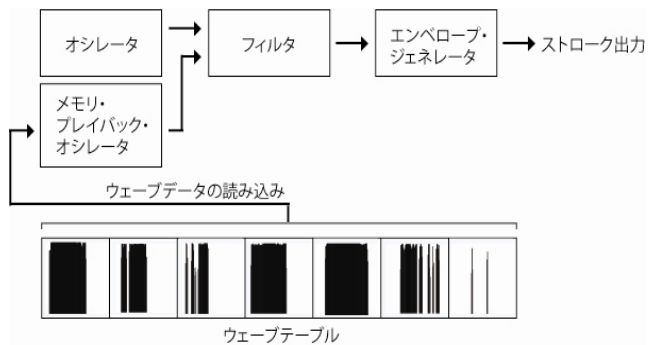 オシレータ
フィルタ
エンベロープ・
ジェネレータ
ストローク出力
メモリ・
プレイバック・
オシレータ
ウェーブデータの読み込み
ウェーブテーブル